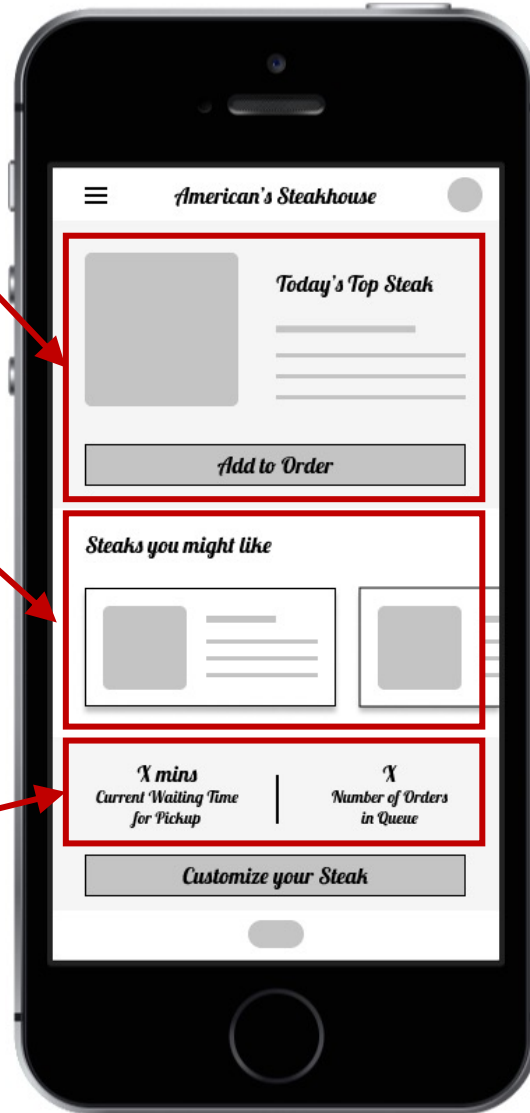 American's Steakhouse
Today's Top Steak
Add to Order
Steaks you might like
X mins
Current Waiting Time
for Pickup
X
Number of Orders
in Queue
Customize your Steak